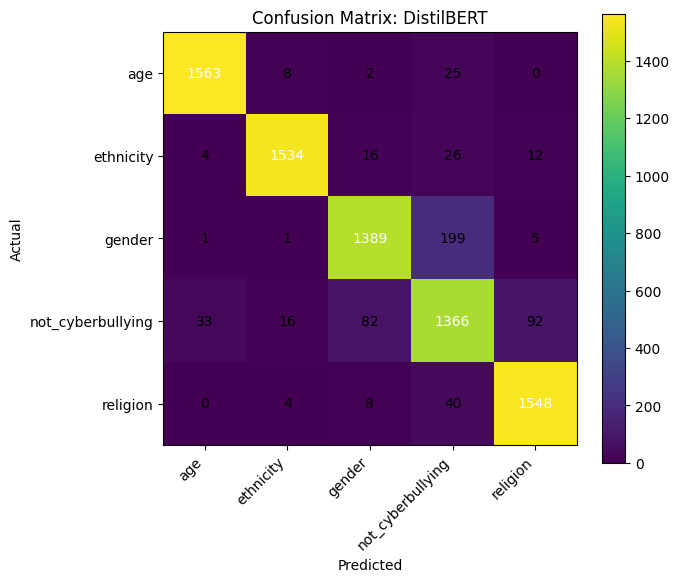 Confusion Matrix: DistilBERT
age 1563 8 2 25 0
ethnicity 4 1534 16 26 12
gender 1 1 1389 199 5
not_cyberbullying 33 16 82 1366 92
religion 0 4 8 40 1548
age ethnicity gender not_cyberbullying religion
Predicted
Actual
1400
1200
1000
800
600
400
200
0